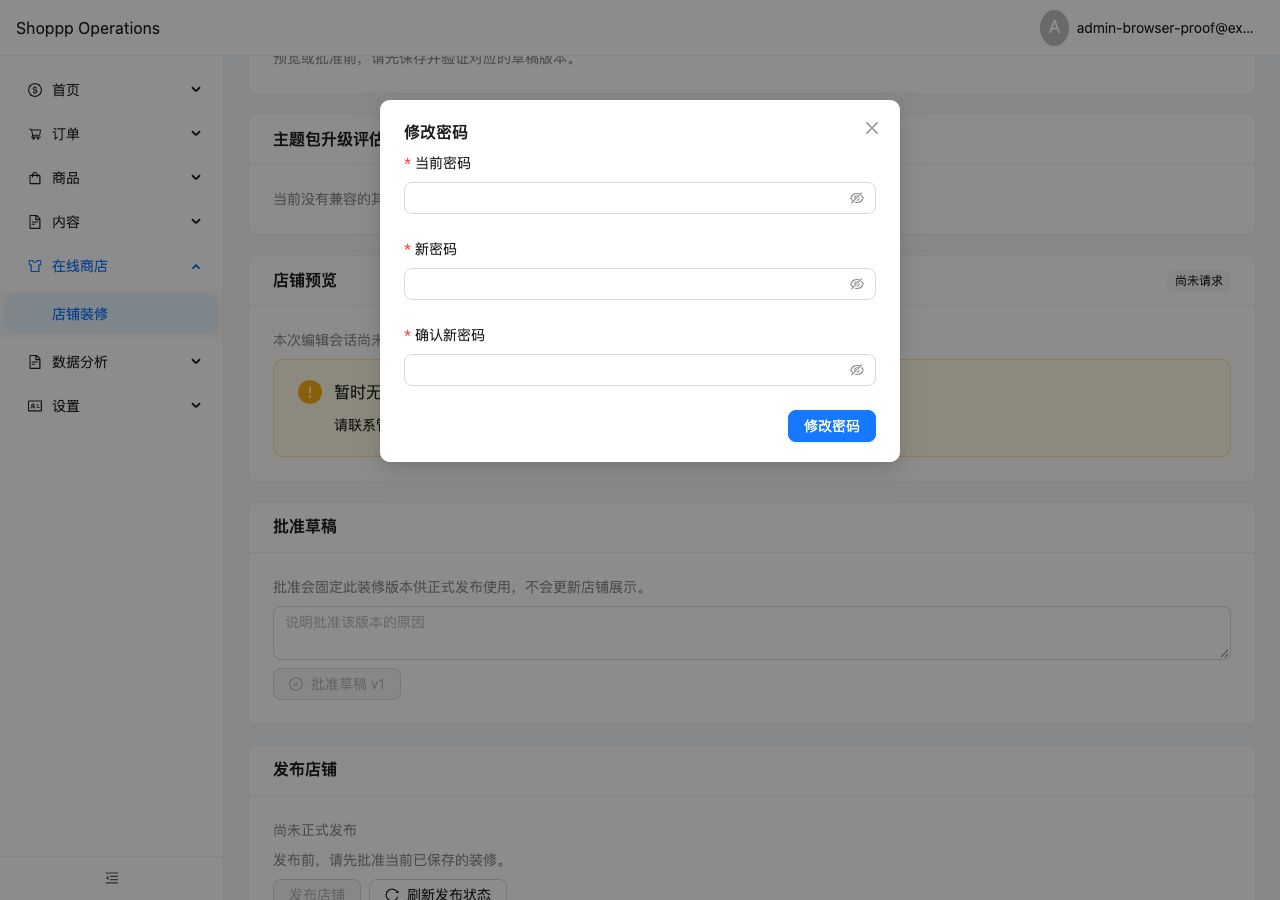 Shoppp Operations
A
admin-browser-proof@ex...
首页
订单
商品
内容
在线商店
店铺装修
数据分析
设置
预览或批准前，请先保存并验证对应的草稿版本。
主题包升级评估
当前没有兼容的其
店铺预览
尚未请求
本次编辑会话尚未
暂时无
请联系管
修改密码
* 当前密码
* 新密码
* 确认新密码
修改密码
批准草稿
批准会固定此装修版本供正式发布使用，不会更新店铺展示。
说明批准该版本的原因
批准草稿 v1
发布店铺
尚未正式发布
发布前，请先批准当前已保存的装修。
发布店铺
刷新发布状态